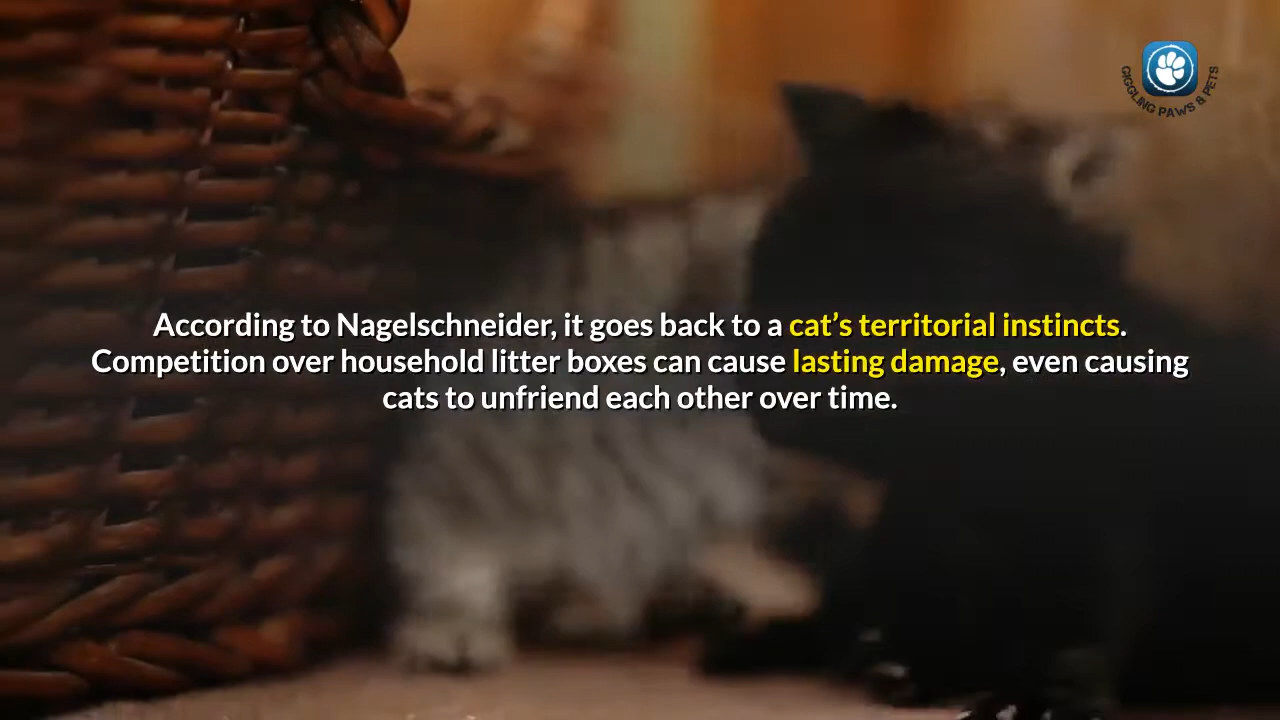 GIGGLING PAWS & PETS
According to Nagelschneider, it goes back to a cat’s territorial instincts.
Competition over household litter boxes can cause lasting damage, even causing
cats to unfriend each other over time.